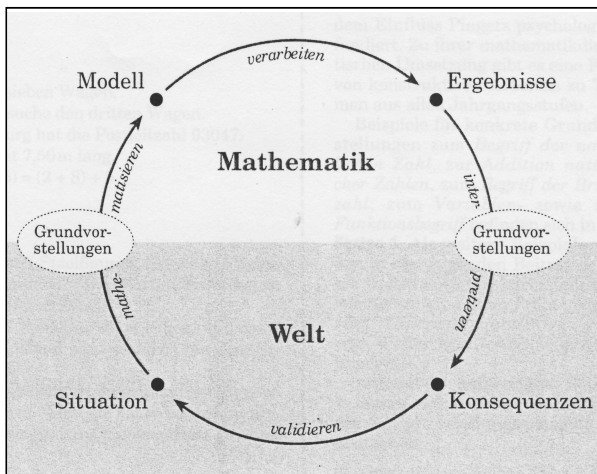 verarbeiten
Modell
Ergebnisse
matisieren
Mathematik
inter-
Grundvor-
stellungen
Grundvor-
stellungen
mathe-
pretieren
Welt
Situation
Konsequenzen
validieren